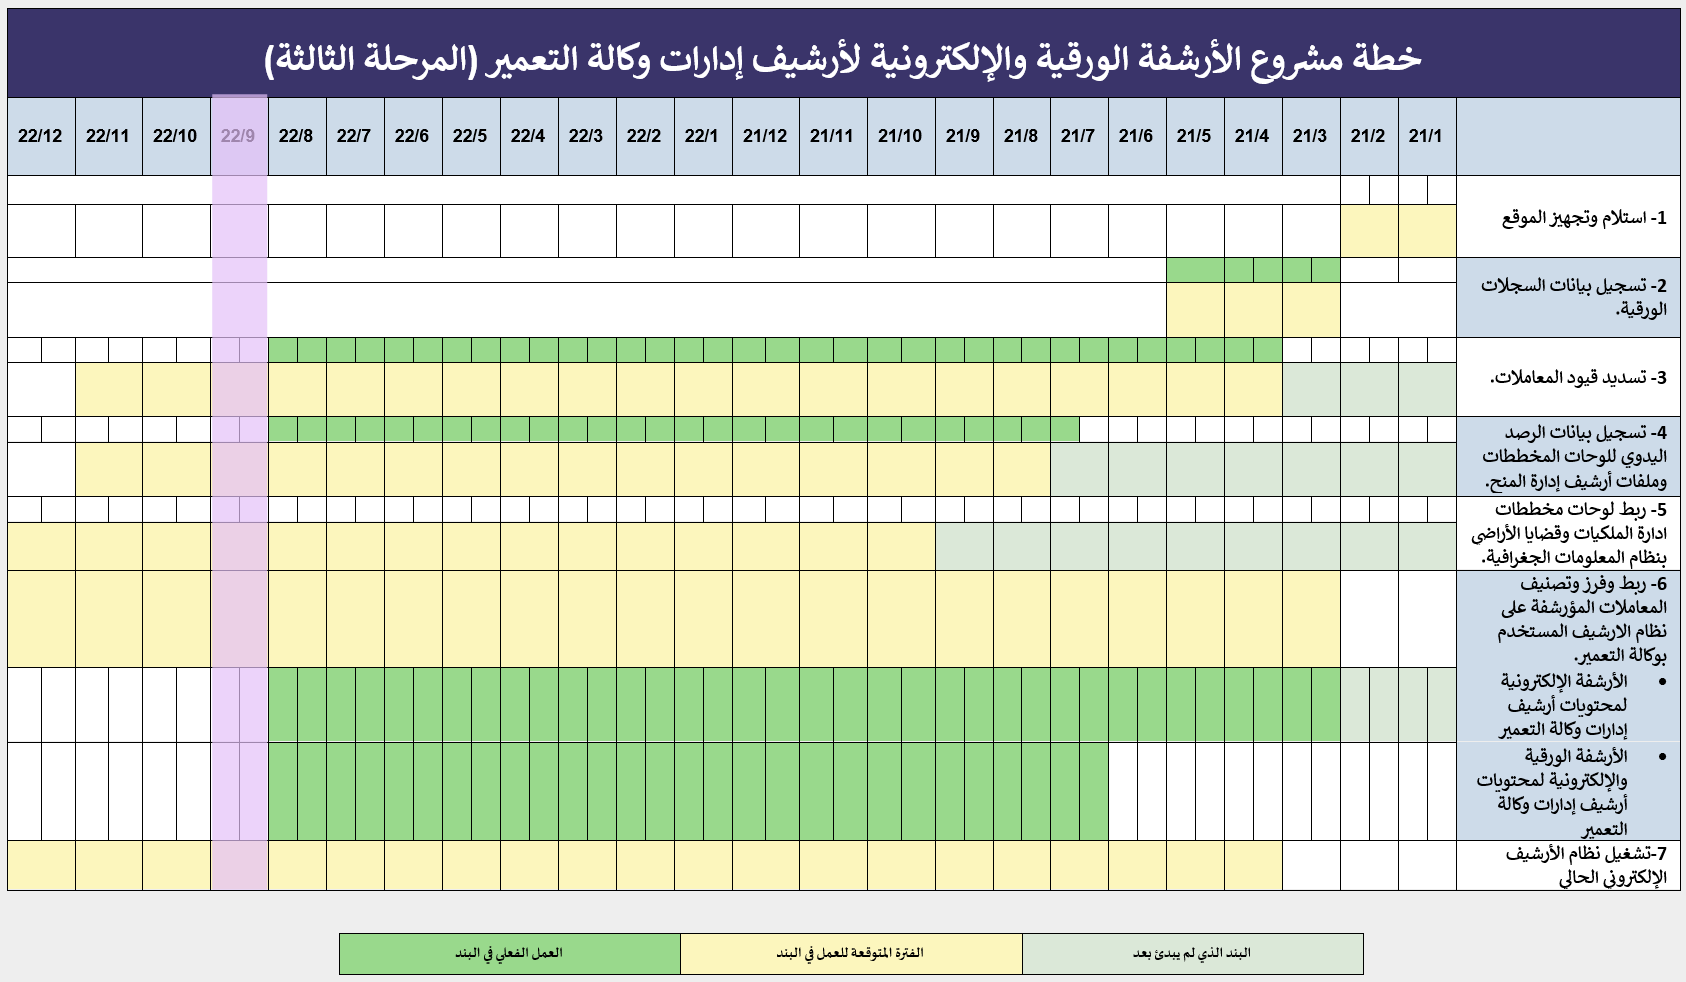 خطة مشروع الأرشفة الورقية والإلكترونية لأرشيف إدارات وكالة التعمير (المرحلة الثالثة)
21/1 21/2 21/3 21/4 21/5 21/6 21/7 21/8 21/9 21/10 21/11 21/12 22/1 22/2 22/3 22/4 22/5 22/6 22/7 22/8 22/9 22/10 22/11 22/12
1- استلام وتجهيز الموقع
2- تسجيل بيانات السجلات
الورقية.
3- تسديد قيود المعاملات.
4- تسجيل بيانات الرصد
اليدوي للوحات المخططات
وملفات أرشيف إدارة المنح.
5- ربط لوحات مخططات
ادارة الملكيات وقضايا الأراضي
بنظام المعلومات الجغرافية.
6- ربط وفرز وتصنيف
المعاملات المؤرشفة على
نظام الارشيف المستخدم
بوكالة التعمير.
• الأرشفة الإلكترونية
لمحتويات أرشيف
إدارات وكالة التعمير
• الأرشفة الورقية
والإلكترونية لمحتويات
أرشيف إدارات وكالة
التعمير
7-تشغيل نظام الأرشيف
الإلكتروني الحالي
البند الذي لم يبدئ بعد
الفترة المتوقعة للعمل في البند
العمل الفعلي في البند